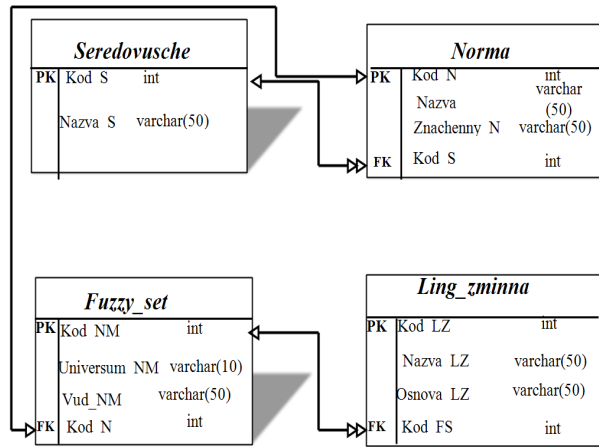 Seredovusche
PK Kod S int
Nazva S varchar(50)
Norma
PK Kod N int
Nazva varchar
(50)
Znachenny N varchar(50)
FK Kod S int
Fuzzy_set
PK Kod NM int
Universum NM varchar(10)
Vud_NM varchar(50)
FK Kod N int
Ling_zminna
PK Kod LZ int
Nazva LZ varchar(50)
Osnova LZ varchar(50)
FK Kod FS int